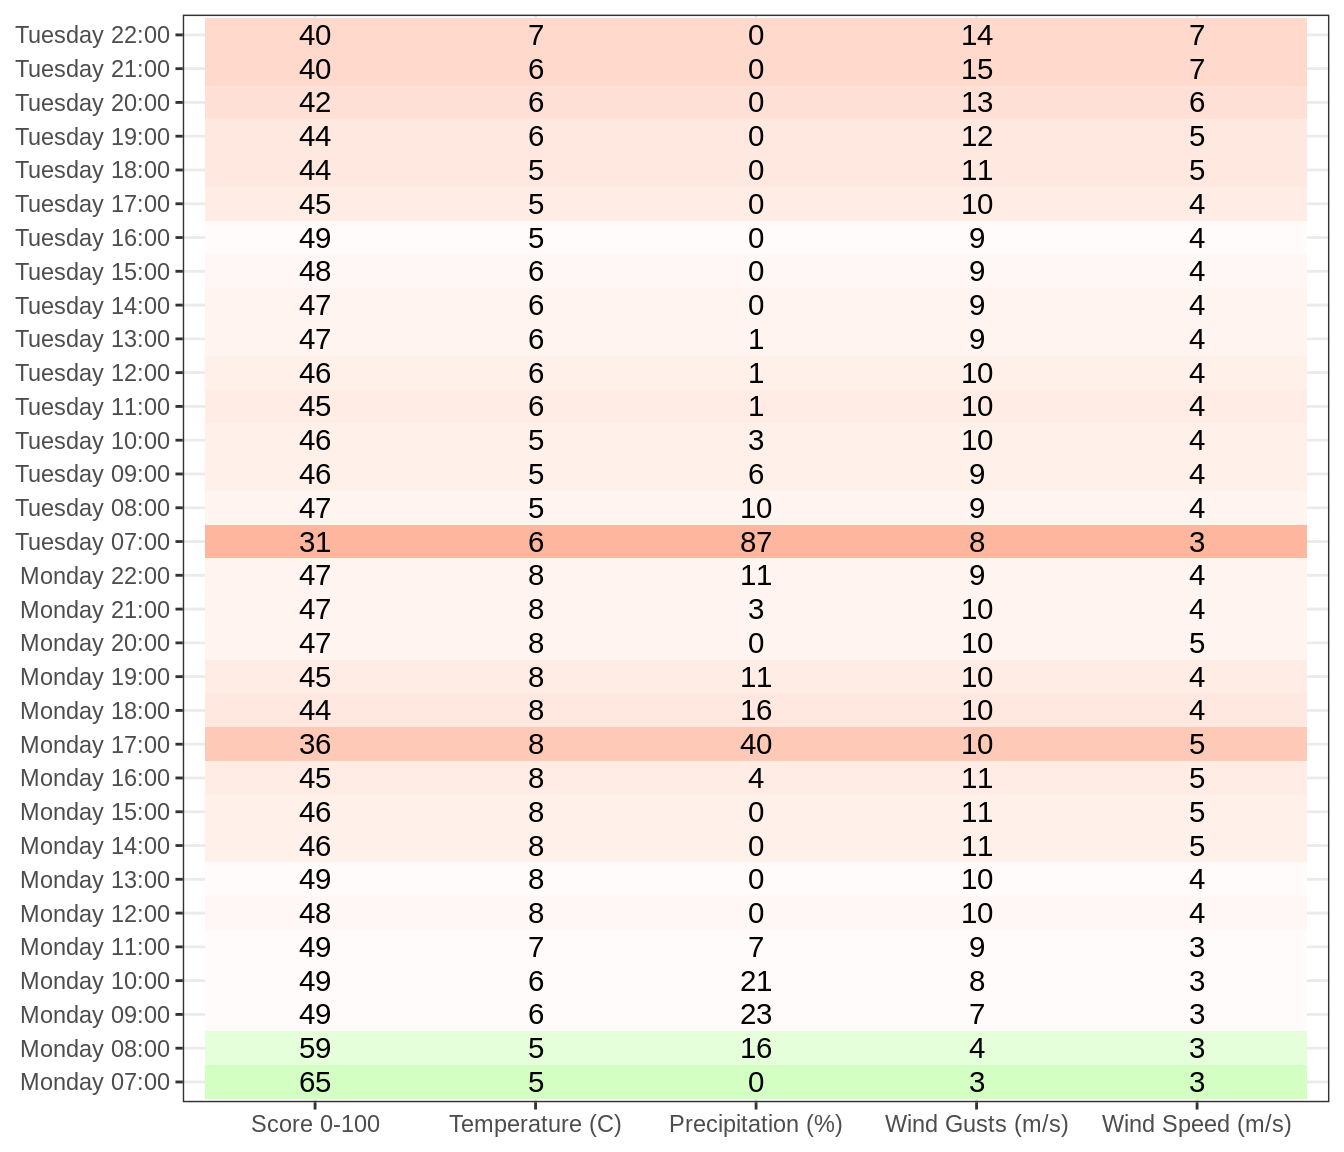 Tuesday 22:00 40 7 0 14 7
Tuesday 21:00 40 6 0 15 7
Tuesday 20:00 42 6 0 13 6
Tuesday 19:00 44 6 0 12 5
Tuesday 18:00 44 5 0 11 5
Tuesday 17:00 45 5 0 10 4
Tuesday 16:00 49 5 0 9 4
Tuesday 15:00 48 6 0 9 4
Tuesday 14:00 47 6 0 9 4
Tuesday 13:00 47 6 1 9 4
Tuesday 12:00 46 6 1 10 4
Tuesday 11:00 45 6 1 10 4
Tuesday 10:00 46 5 3 10 4
Tuesday 09:00 46 5 6 9 4
Tuesday 08:00 47 5 10 9 4
Tuesday 07:00 31 6 87 8 3
Monday 22:00 47 8 11 9 4
Monday 21:00 47 8 3 10 4
Monday 20:00 47 8 0 10 5
Monday 19:00 45 8 11 10 4
Monday 18:00 44 8 16 10 4
Monday 17:00 36 8 40 10 5
Monday 16:00 45 8 4 11 5
Monday 15:00 46 8 0 11 5
Monday 14:00 46 8 0 11 5
Monday 13:00 49 8 0 10 4
Monday 12:00 48 8 0 10 4
Monday 11:00 49 7 7 9 3
Monday 10:00 49 6 21 8 3
Monday 09:00 49 6 23 7 3
Monday 08:00 59 5 16 4 3
Monday 07:00 65 5 0 3 3
Score 0-100 Temperature (C) Precipitation (%) Wind Gusts (m/s) Wind Speed (m/s)